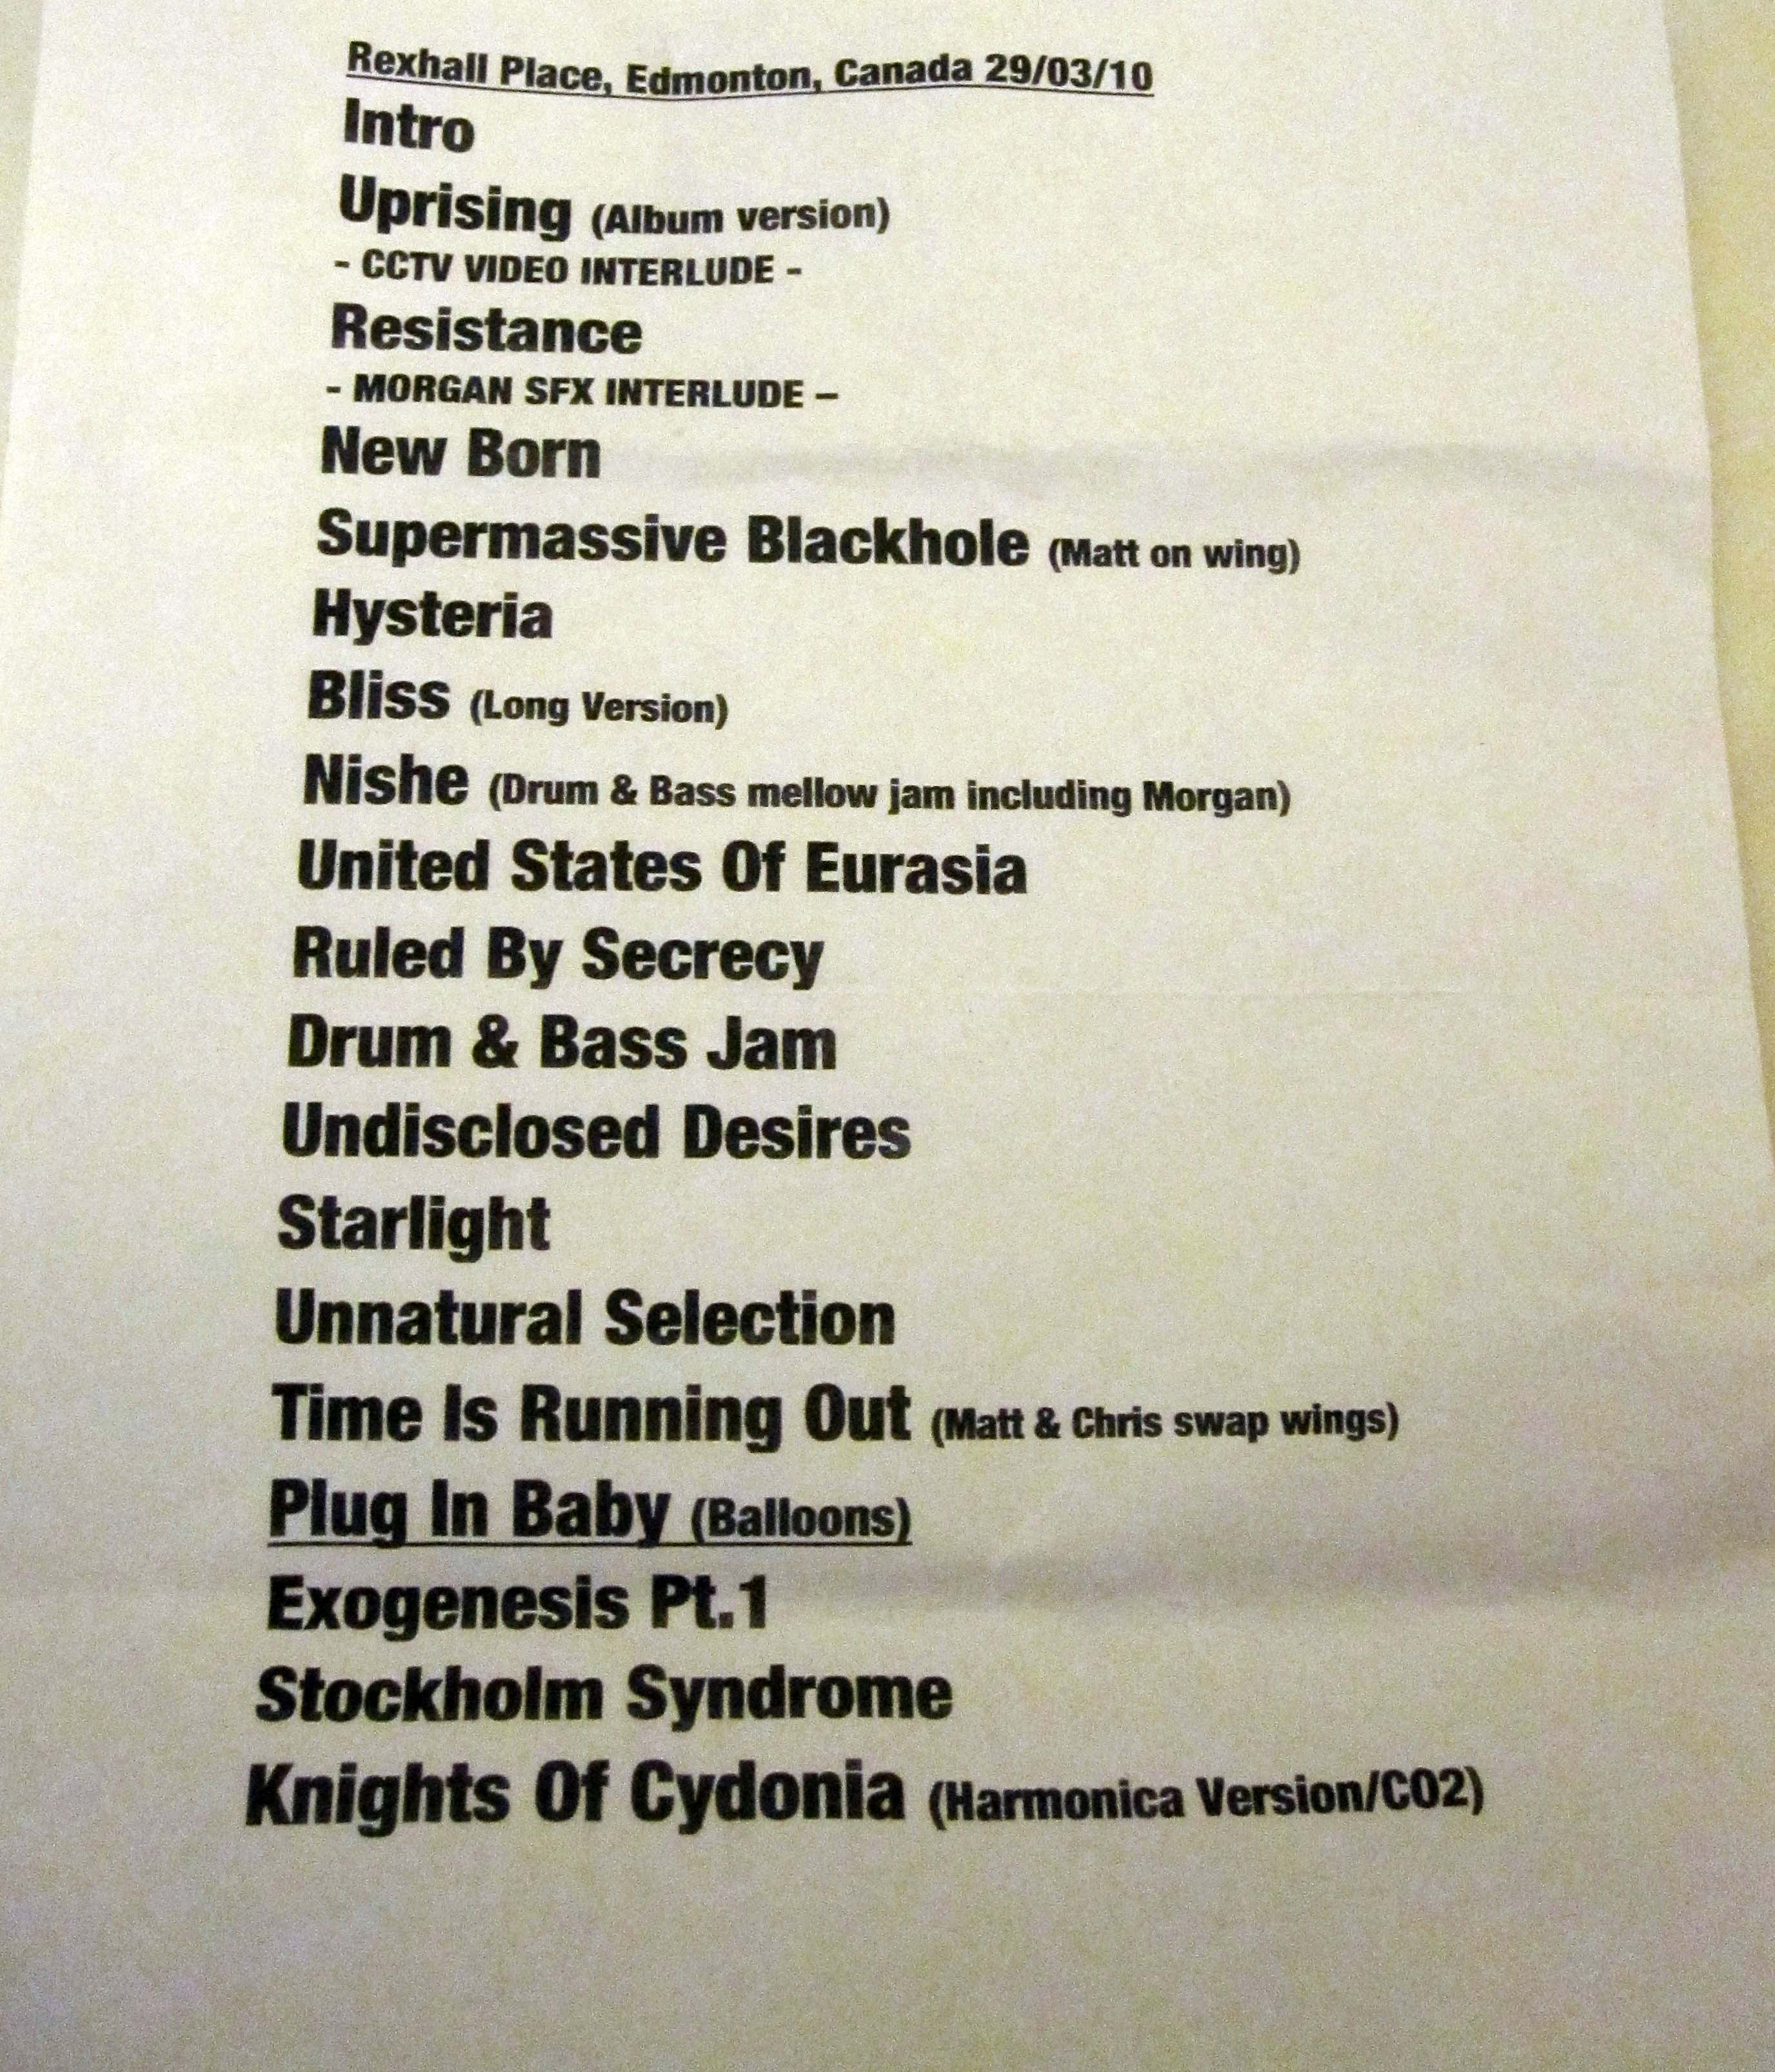 Rexhall Place, Edmonton, Canada 29/03/10
Intro
Uprising (Album version)
- CCTV VIDEO INTERLUDE -
Resistance
- MORGAN SFX INTERLUDE –
New Born
Supermassive Blackhole (Matt on wing)
Hysteria
Bliss (Long Version)
Nishe (Drum & Bass mellow jam including Morgan)
United States Of Eurasia
Ruled By Secrecy
Drum & Bass Jam
Undisclosed Desires
Starlight
Unnatural Selection
Time Is Running Out (Matt & Chris swap wings)
Plug In Baby (Balloons)
Exogenesis Pt.1
Stockholm Syndrome
Knights Of Cydonia (Harmonica Version/C02)